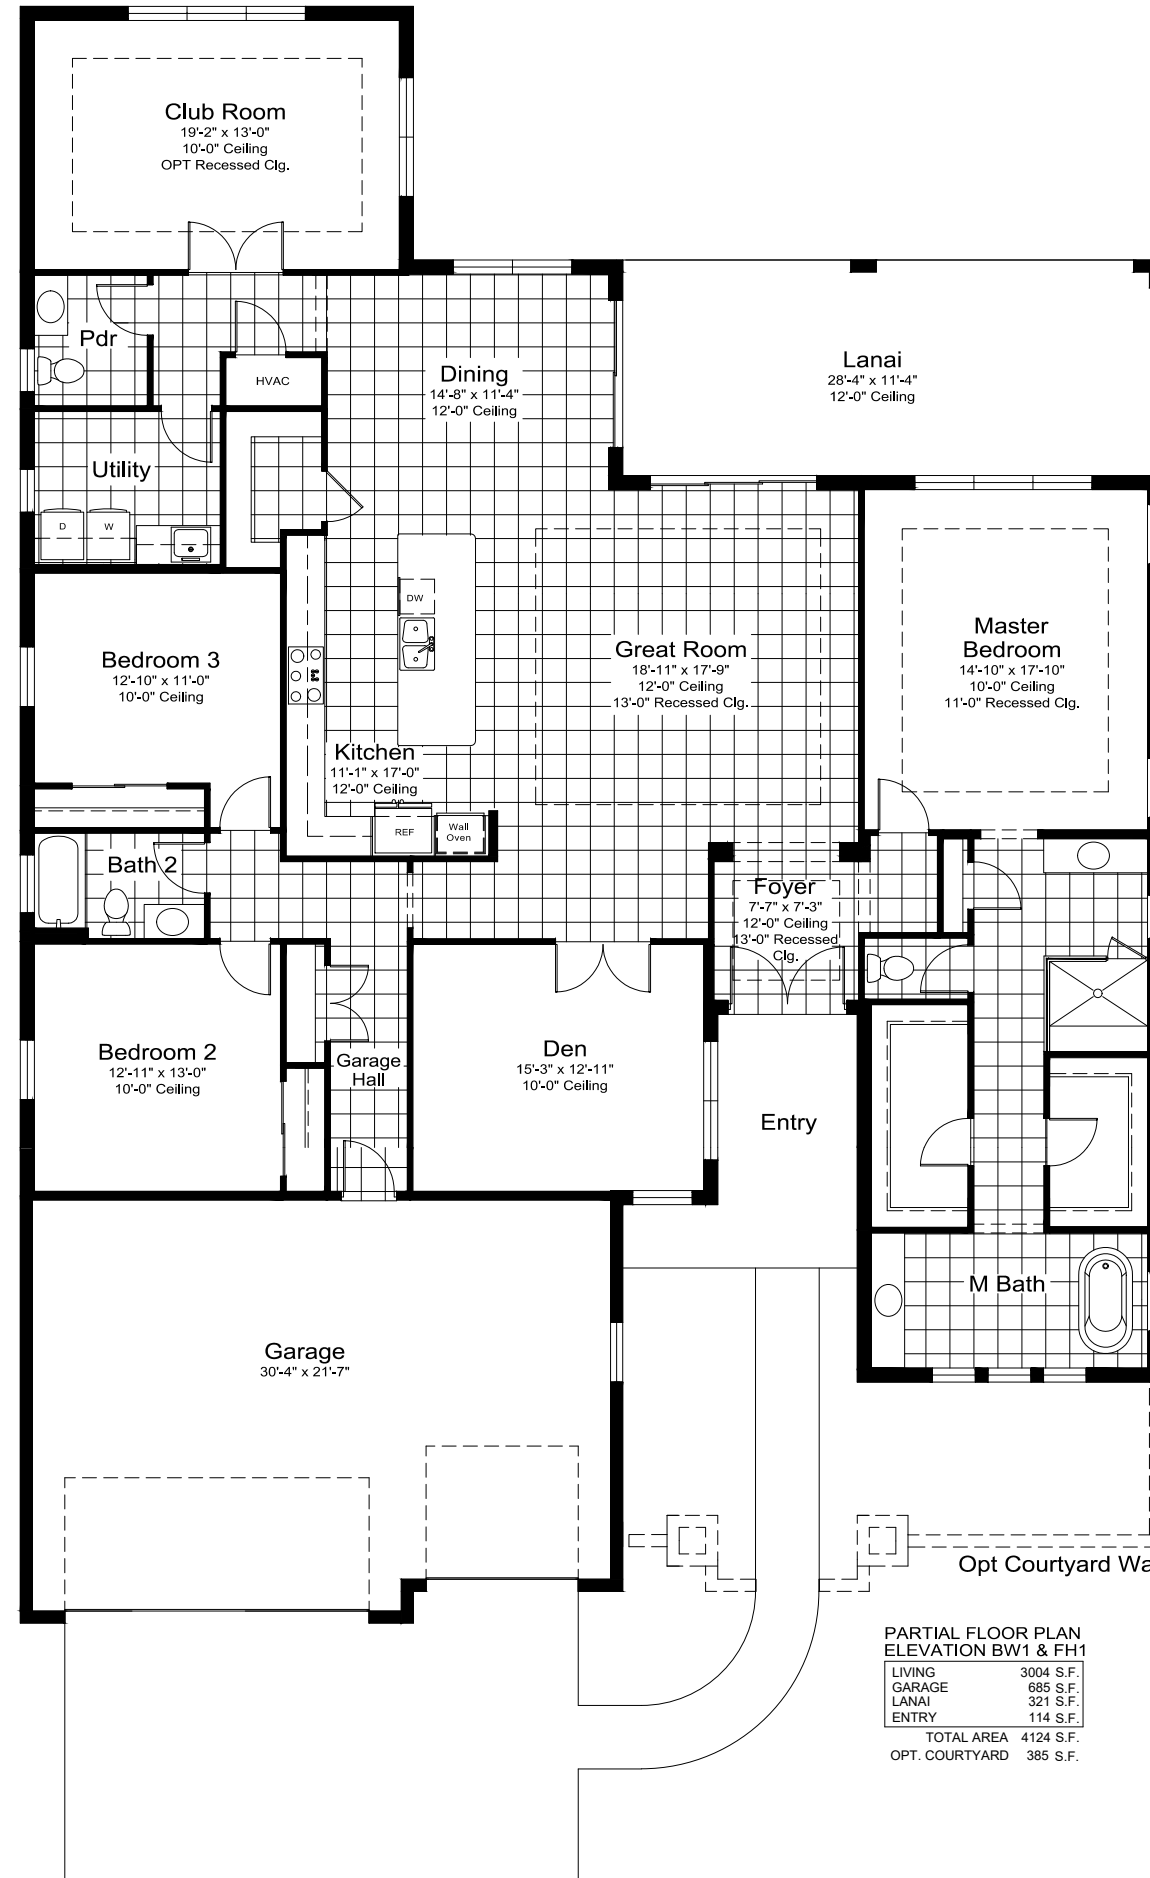 Club Room
19'-2" x 13'-0"
10'-0" Ceiling
OPT Recessed Clg.
Pdr
HVAC
Dining
14'-8" x 11'-4"
12'-0" Ceiling
Lanai
28'-4" x 11'-4"
12'-0" Ceiling
Utility
D
W
DW
Bedroom 3
12'-10" x 11'-0"
10'-0" Ceiling
Great Room
18'-11" x 17'-9"
12'-0" Ceiling
13'-0" Recessed Clg.
Master
Bedroom
14'-10" x 17'-10"
10'-0" Ceiling
11'-0" Recessed Clg.
Kitchen
11'-1" x 17'-0"
12'-0" Ceiling
REF
Wall
Oven
Bath 2
Foyer
7'-7" x 7'-3"
12'-0" Ceiling
13'-0" Recessed
Clg.
Bedroom 2
12'-11" x 13'-0"
10'-0" Ceiling
Garage
Hall
Den
15'-3" x 12'-11"
10'-0" Ceiling
Entry
M Bath
Garage
30'-4" x 21'-7"
Opt Courtyard Wa
PARTIAL FLOOR PLAN
ELEVATION BW1 & FH1
LIVING 3004 S.F.
GARAGE 685 S.F.
LANAI 321 S.F.
ENTRY 114 S.F.
TOTAL AREA 4124 S.F.
OPT. COURTYARD 385 S.F.